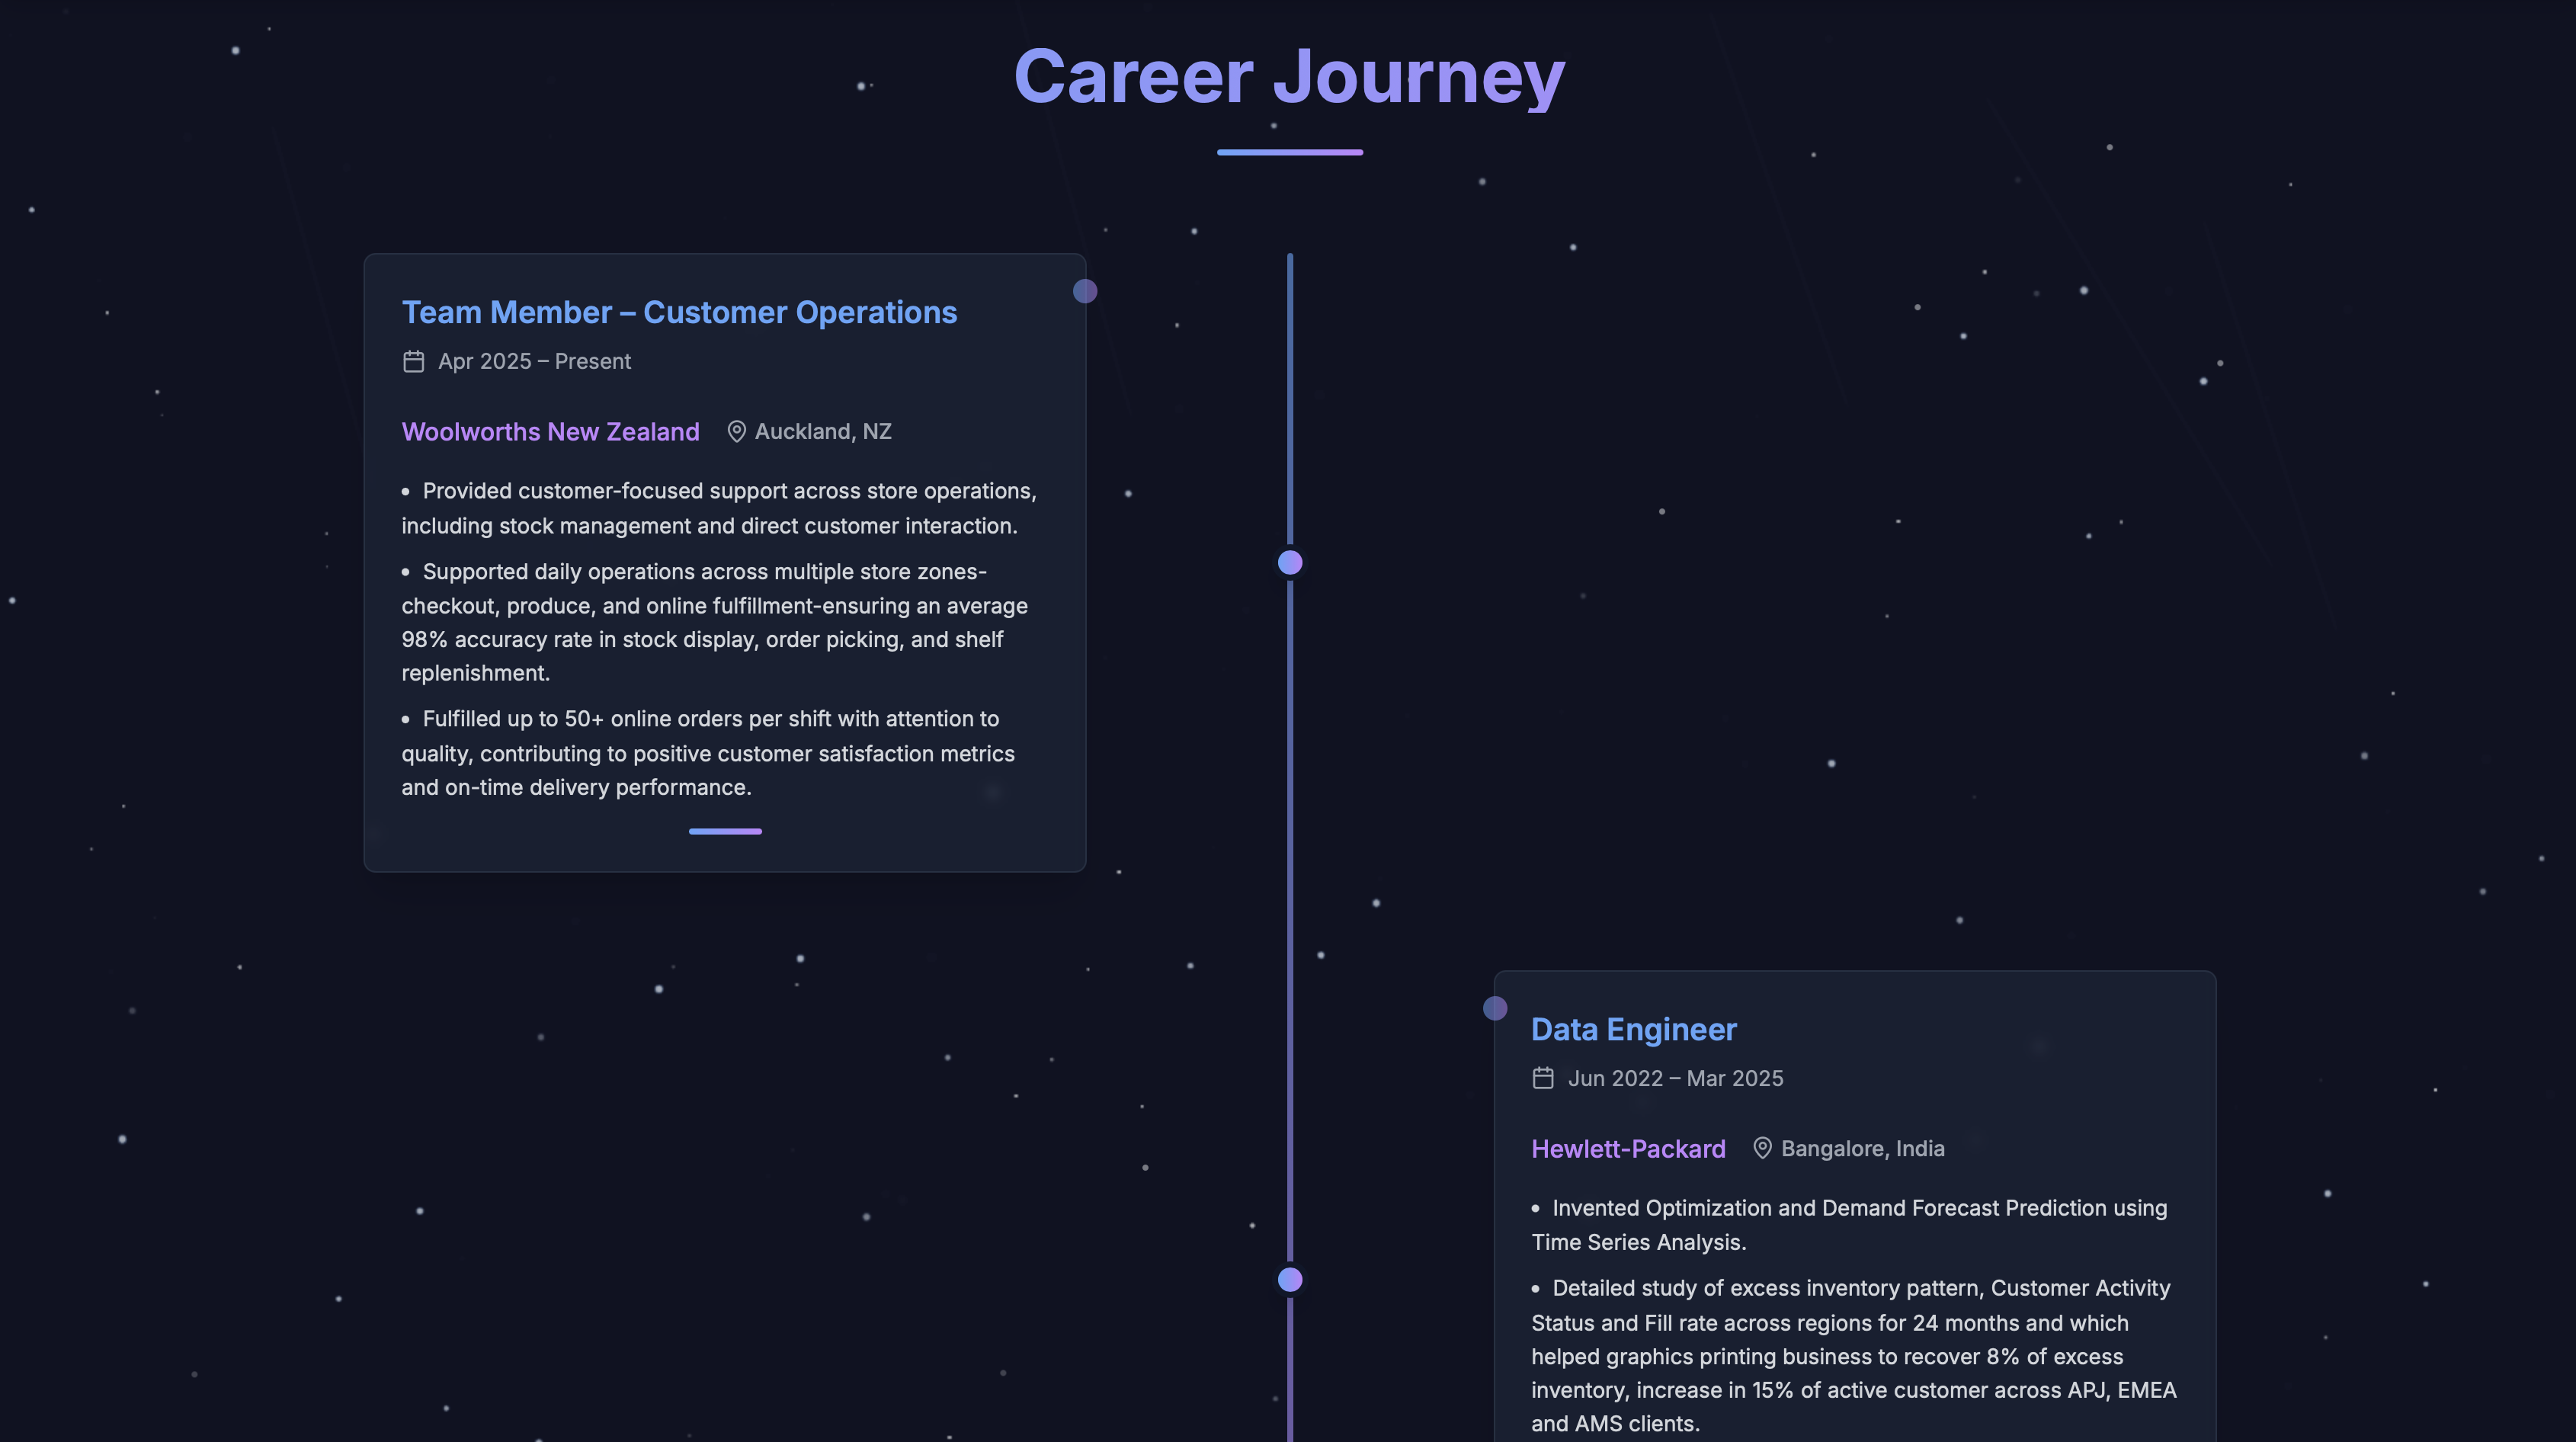 Career Journey
Team Member – Customer Operations
Apr 2025 – Present
Woolworths New Zealand Auckland, NZ
• Provided customer-focused support across store operations,
including stock management and direct customer interaction.
• Supported daily operations across multiple store zones-
checkout, produce, and online fulfillment-ensuring an average
98% accuracy rate in stock display, order picking, and shelf
replenishment.
• Fulfilled up to 50+ online orders per shift with attention to
quality, contributing to positive customer satisfaction metrics
and on-time delivery performance.
Data Engineer
Jun 2022 – Mar 2025
Hewlett-Packard Bangalore, India
• Invented Optimization and Demand Forecast Prediction using
Time Series Analysis.
• Detailed study of excess inventory pattern, Customer Activity
Status and Fill rate across regions for 24 months and which
helped graphics printing business to recover 8% of excess
inventory, increase in 15% of active customer across APJ, EMEA
and AMS clients.